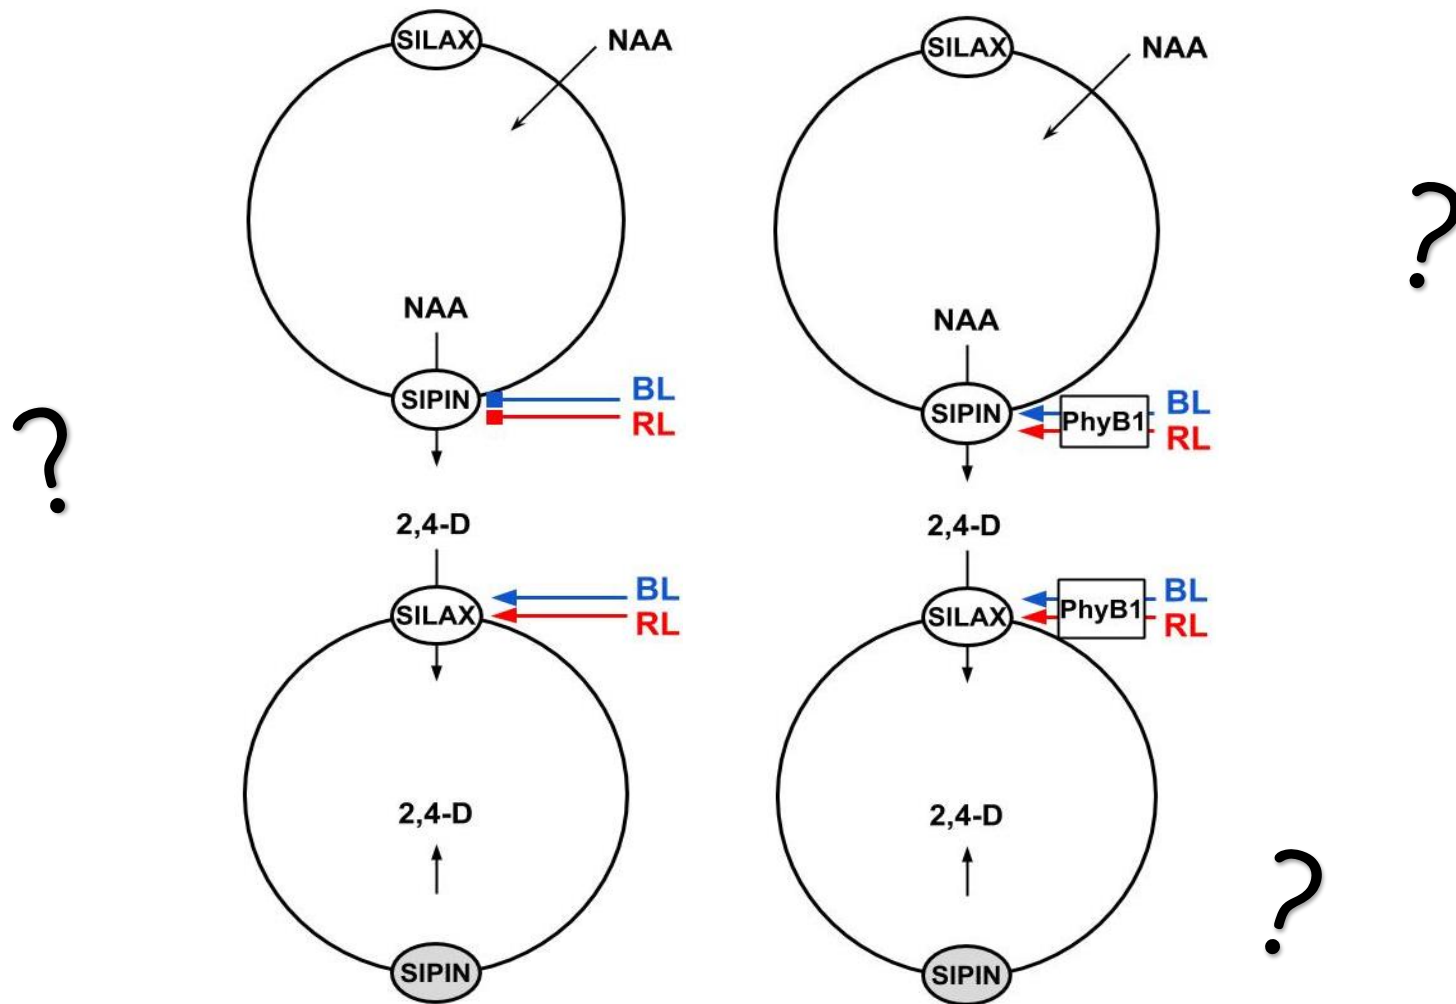 SILAX
NAA
SILAX
NAA
?
NAA
NAA
SIPIN
BL
RL
SIPIN
PhyB1
BL
RL
?
2,4-D
2,4-D
SILAX
BL
RL
SILAX
PhyB1
BL
RL
2,4-D
2,4-D
?
SIPIN
SIPIN